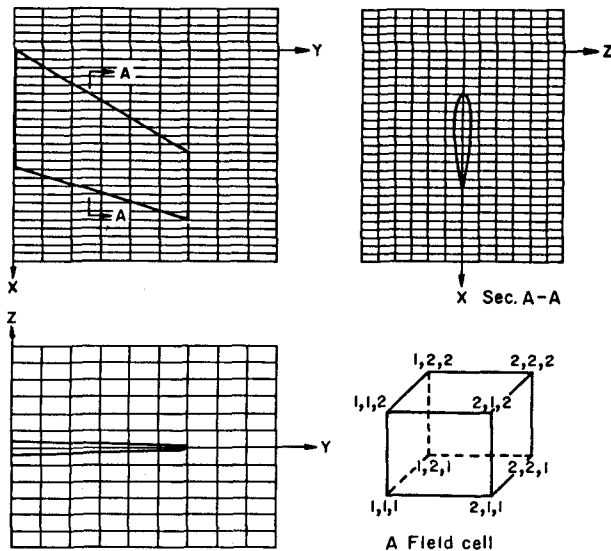 Y
A
A
X
Z
X Sec. A-A
Z
Y
1,2,2
2,2,2
1,1,2
2,1,2
1,2,1
2,2,1
1,1,1
2,1,1
A Field cell